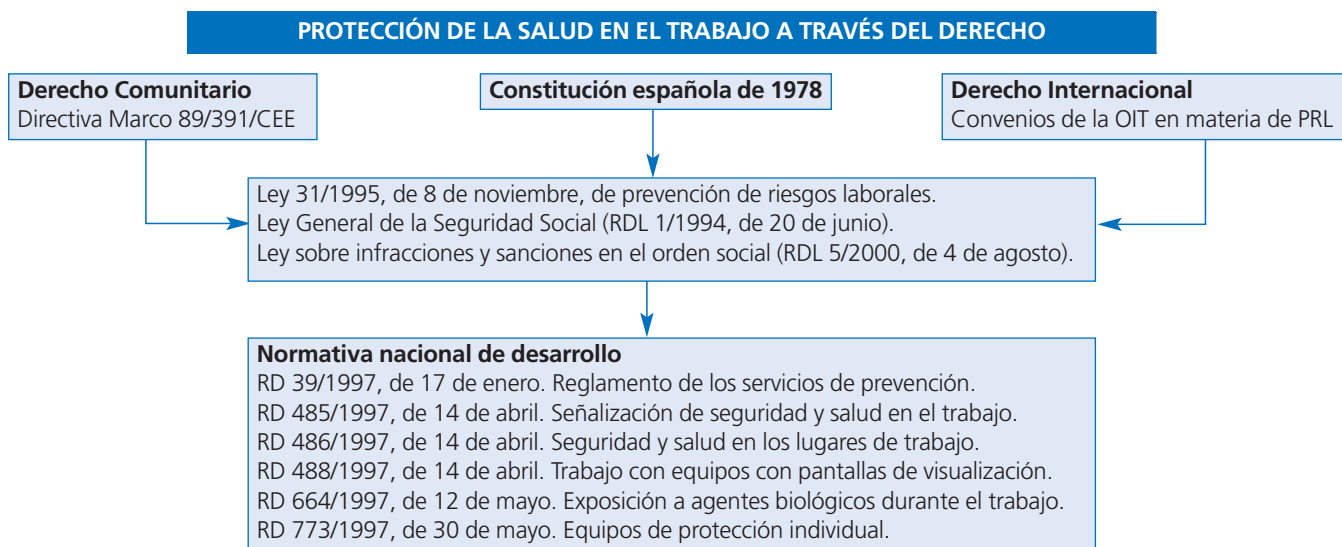 PROTECCIÓN DE LA SALUD EN EL TRABAJO A TRAVÉS DEL DERECHO
Derecho Comunitario
Directiva Marco 89/391/CEE
Constitución española de 1978
Derecho Internacional
Convenios de la OIT en materia de PRL
Ley 31/1995, de 8 de noviembre, de prevención de riesgos laborales.
Ley General de la Seguridad Social (RDL 1/1994, de 20 de junio).
Ley sobre infracciones y sanciones en el orden social (RDL 5/2000, de 4 de agosto).
Normativa nacional de desarrollo
RD 39/1997, de 17 de enero. Reglamento de los servicios de prevención.
RD 485/1997, de 14 de abril. Señalización de seguridad y salud en el trabajo.
RD 486/1997, de 14 de abril. Seguridad y salud en los lugares de trabajo.
RD 488/1997, de 14 de abril. Trabajo con equipos con pantallas de visualización.
RD 664/1997, de 12 de mayo. Exposición a agentes biológicos durante el trabajo.
RD 773/1997, de 30 de mayo. Equipos de protección individual.